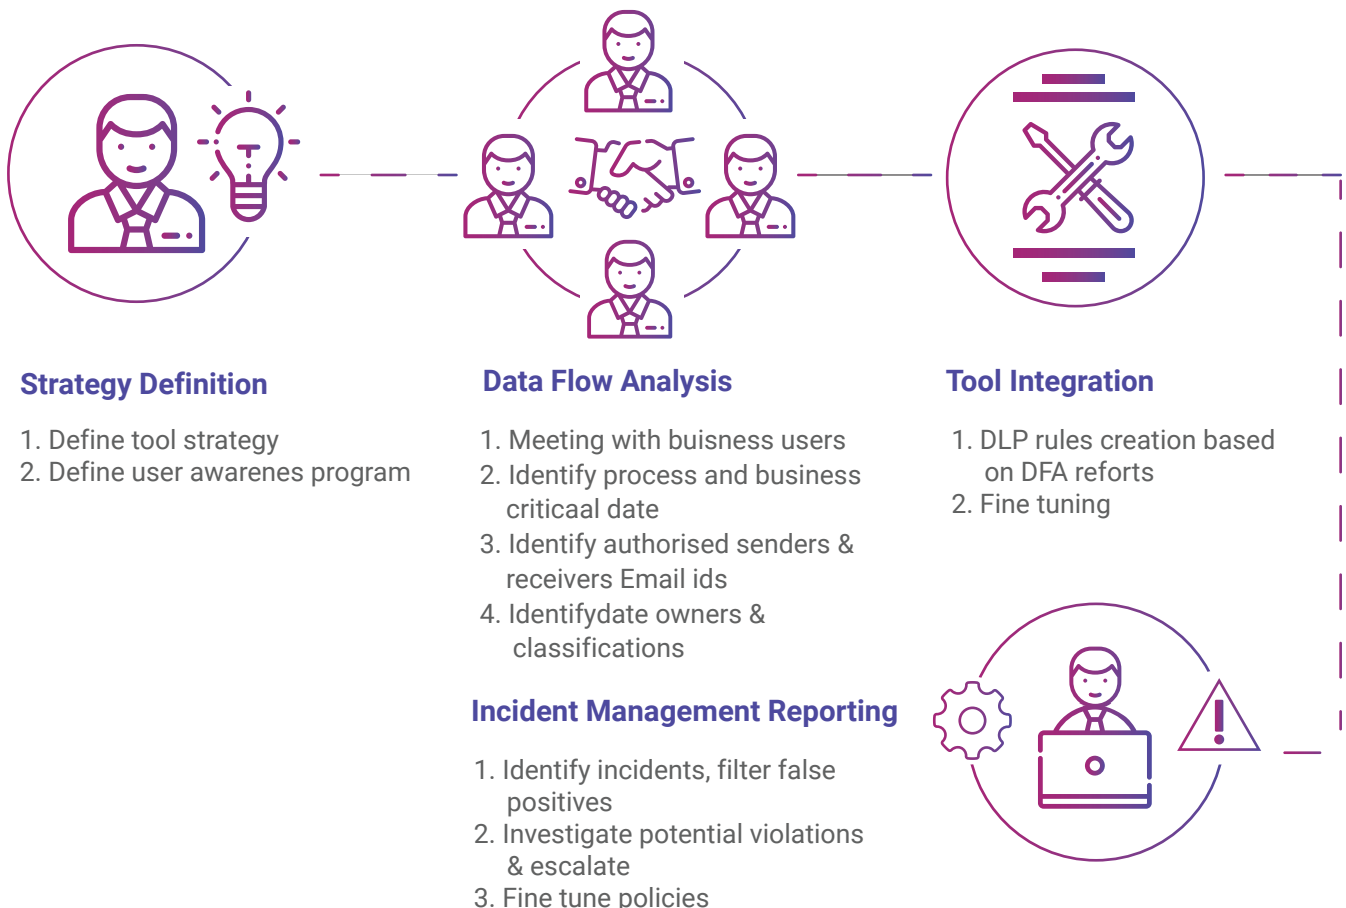 Strategy Definition
1. Define tool strategy
2. Define user awarenes program
Data Flow Analysis
1. Meeting with buisness users
2. Identify process and business
criticaal date
3. Identify authorised senders &
receivers Email ids
4. Identifydate owners &
classifications
Tool Integration
1. DLP rules creation based
on DFA reforts
2. Fine tuning
Incident Management Reporting
1. Identify incidents, filter false
positives
2. Investigate potential violations
& escalate
3. Fine tune policies